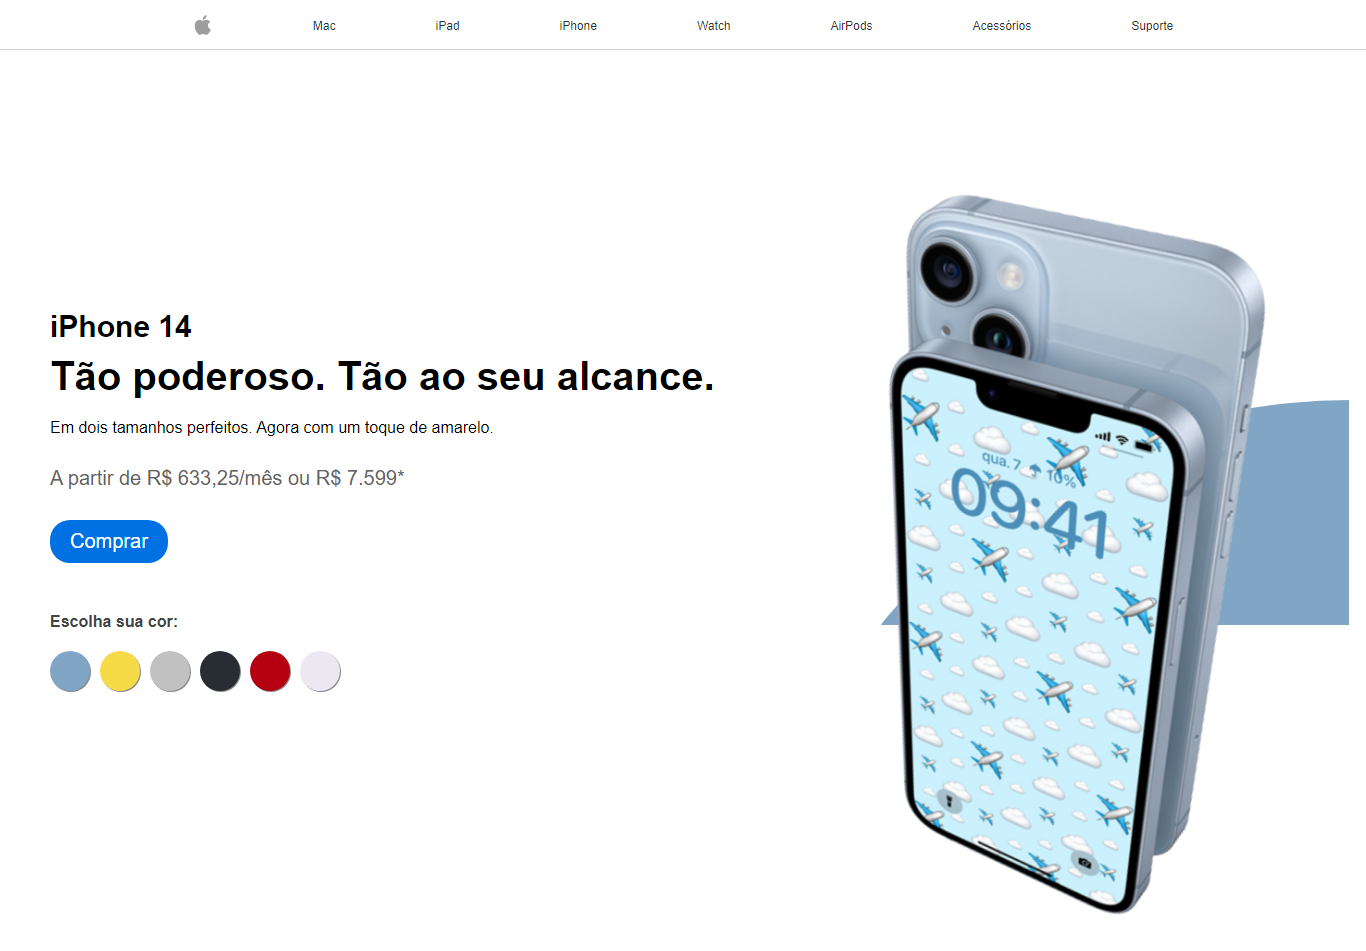 Mac iPad iPhone Watch AirPods Acessórios Suporte
iPhone 14
Tão poderoso. Tão ao seu alcance.
Em dois tamanhos perfeitos. Agora com um toque de amarelo.
A partir de R$ 633,25/mês ou R$ 7.599*
Comprar
Escolha sua cor:
qua. 7 10%
09:41